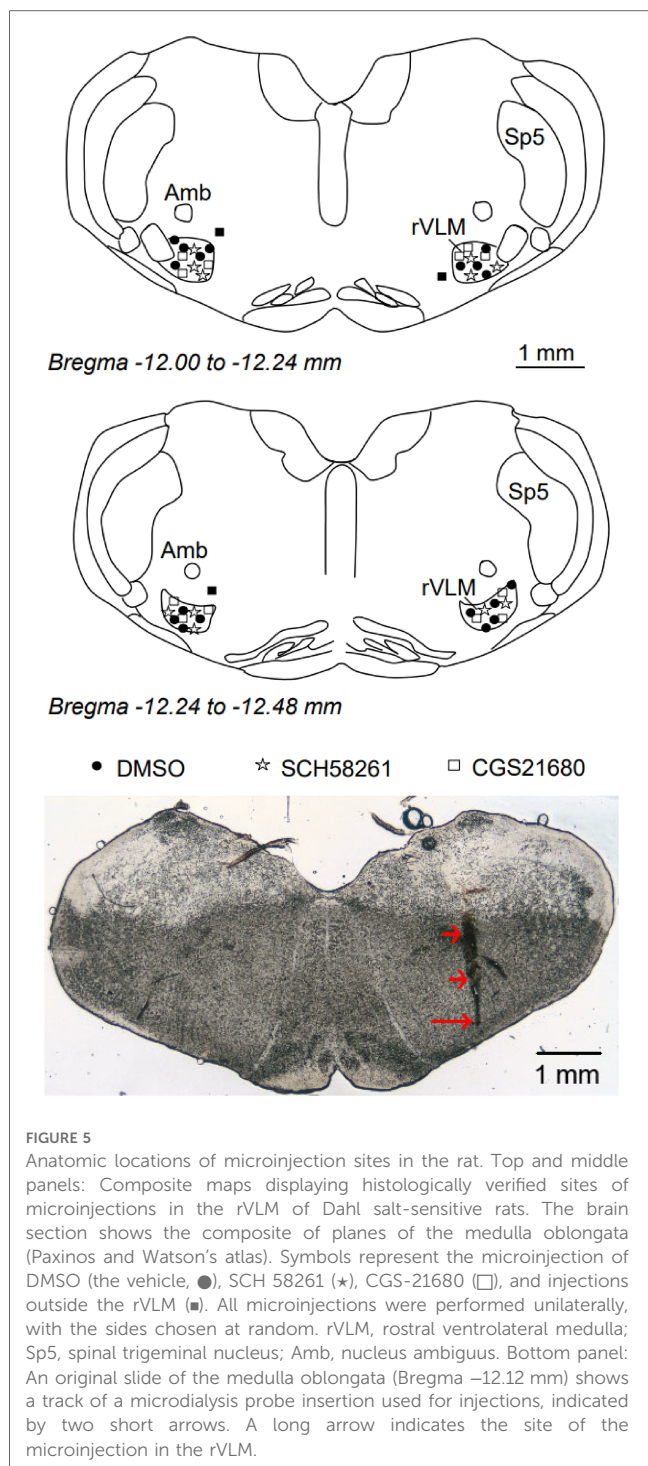 Sp5
Amb
rVLM
Bregma -12.00 to -12.24 mm
1 mm
Sp5
Amb
rVLM
Bregma -12.24 to -12.48 mm
● DMSO ☆ SCH58261 □ CGS21680
1 mm
FIGURE 5
Anatomic locations of microinjection sites in the rat. Top and middle
panels: Composite maps displaying histologically verified sites of
microinjections in the rVLM of Dahl salt-sensitive rats. The brain
section shows the composite of planes of the medulla oblongata
(Paxinos and Watson's atlas). Symbols represent the microinjection of
DMSO (the vehicle, ●), SCH 58261 (★), CGS-21680 (□), and injections
outside the rVLM (■). All microinjections were performed unilaterally,
with the sides chosen at random. rVLM, rostral ventrolateral medulla;
Sp5, spinal trigeminal nucleus; Amb, nucleus ambiguus. Bottom panel:
An original slide of the medulla oblongata (Bregma −12.12 mm) shows
a track of a microdialysis probe insertion used for injections, indicated
by two short arrows. A long arrow indicates the site of the
microinjection in the rVLM.